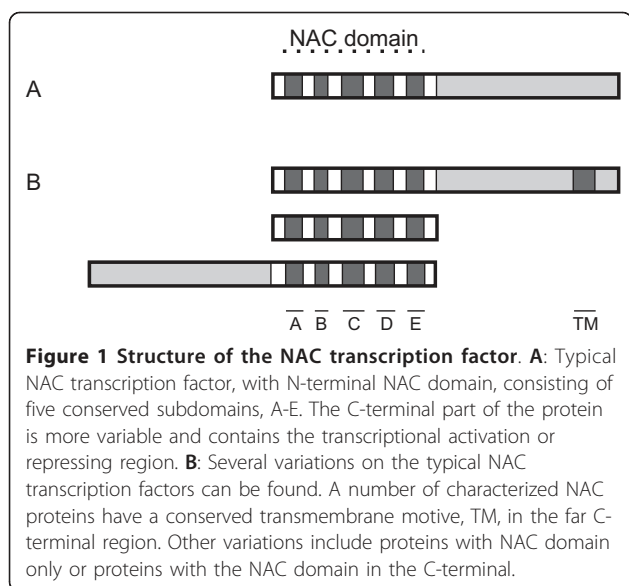 NAC domain
A
B
A B C D E TM
Figure 1 Structure of the NAC transcription factor. A: Typical
NAC transcription factor, with N-terminal NAC domain, consisting of
five conserved subdomains, A-E. The C-terminal part of the protein
is more variable and contains the transcriptional activation or
repressing region. B: Several variations on the typical NAC
transcription factors can be found. A number of characterized NAC
proteins have a conserved transmembrane motive, TM, in the far C-
terminal region. Other variations include proteins with NAC domain
only or proteins with the NAC domain in the C-terminal.